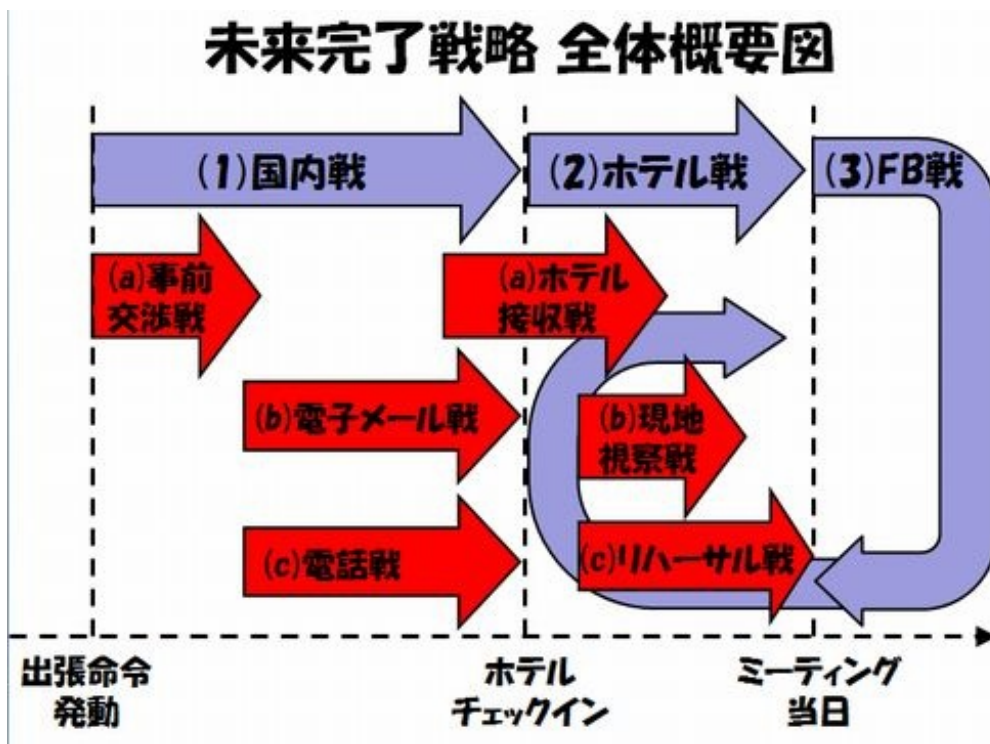 未来完了戦略 全体概要図
(1)国内戦
(2)ホテル戦
(3)FB戦
(a)事前
交渉戦
(a)ホテル
接収戦
(b)電子メール戦
(b)現地
視察戦
(c)電話戦
(c)リハーサル戦
出張命令
発動
ホテル
チェックイン
ミーティング
当日